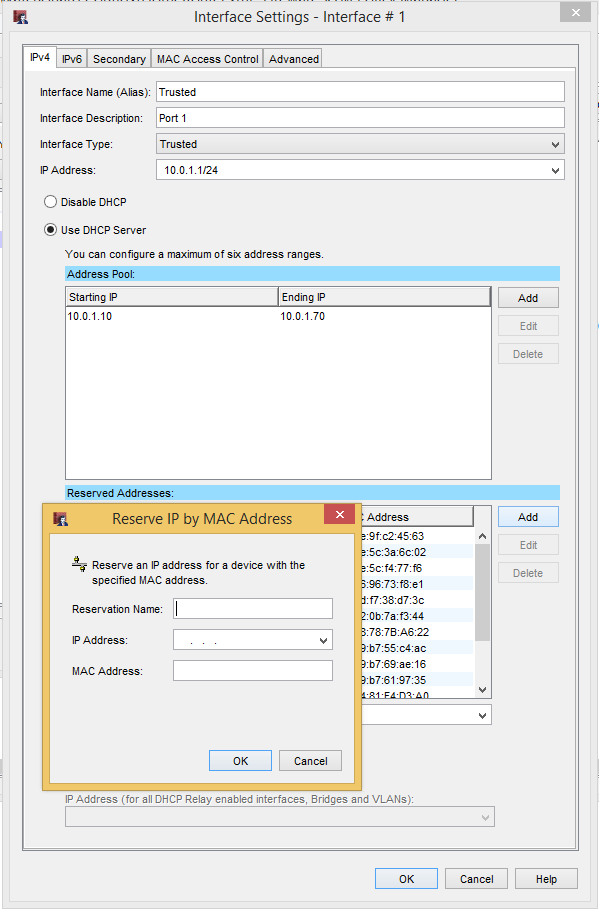 Interface Settings - Interface # 1
IPv4 IPv6 Secondary MAC Access Control Advanced
Interface Name (Alias): Trusted
Interface Description: Port 1
Interface Type: Trusted
IP Address: 10.0.1.1/24
Disable DHCP
Use DHCP Server
You can configure a maximum of six address ranges.
Address Pool:
Starting IP Ending IP Add
10.0.1.10 10.0.1.70
Edit
Delete
Reserved Addresses:
Address Add
Edit
Delete
e:9f:c2:45:63
e:5c:3a:6c:02
e:5c:f4:77:f6
:96:73:f8:e1
d:f7:38:d7:3c
2:0b:7a:f3:44
:78:7B:A6:22
9:b7:55:c4:ac
9:b7:69:ae:16
9:b7:61:97:35
:81:F4:D3:A0
Reserve IP by MAC Address
Reserve an IP address for a device with the
specified MAC address.
Reservation Name:
IP Address: . . .
MAC Address:
OK Cancel
IP Address (for all DHCP Relay enabled interfaces, Bridges and VLANs):
OK Cancel Help